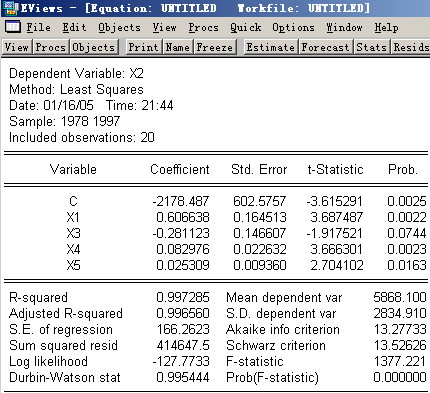 EViews - [Equation: UNTITLED Workfile: UNTITLED]
File Edit Objects View Procs Quick Options Window Help
View Procs Objects Print Name Freeze Estimate Forecast Stats Resids
Dependent Variable: X2
Method: Least Squares
Date: 01/16/05 Time: 21:44
Sample: 1978 1997
Included observations: 20
Variable Coefficient Std. Error t-Statistic Prob.
C -2178.487 602.5757 -3.615291 0.0025
X1 0.606638 0.164513 3.687487 0.0022
X3 -0.281123 0.146607 -1.917521 0.0744
X4 0.082976 0.022632 3.666301 0.0023
X5 0.025309 0.009360 2.704102 0.0163
R-squared 0.997285 Mean dependent var 5868.100
Adjusted R-squared 0.996560 S.D. dependent var 2834.910
S.E. of regression 166.2623 Akaike info criterion 13.27733
Sum squared resid 414647.5 Schwarz criterion 13.52626
Log likelihood -127.7733 F-statistic 1377.221
Durbin-Watson stat 0.995444 Prob(F-statistic) 0.000000